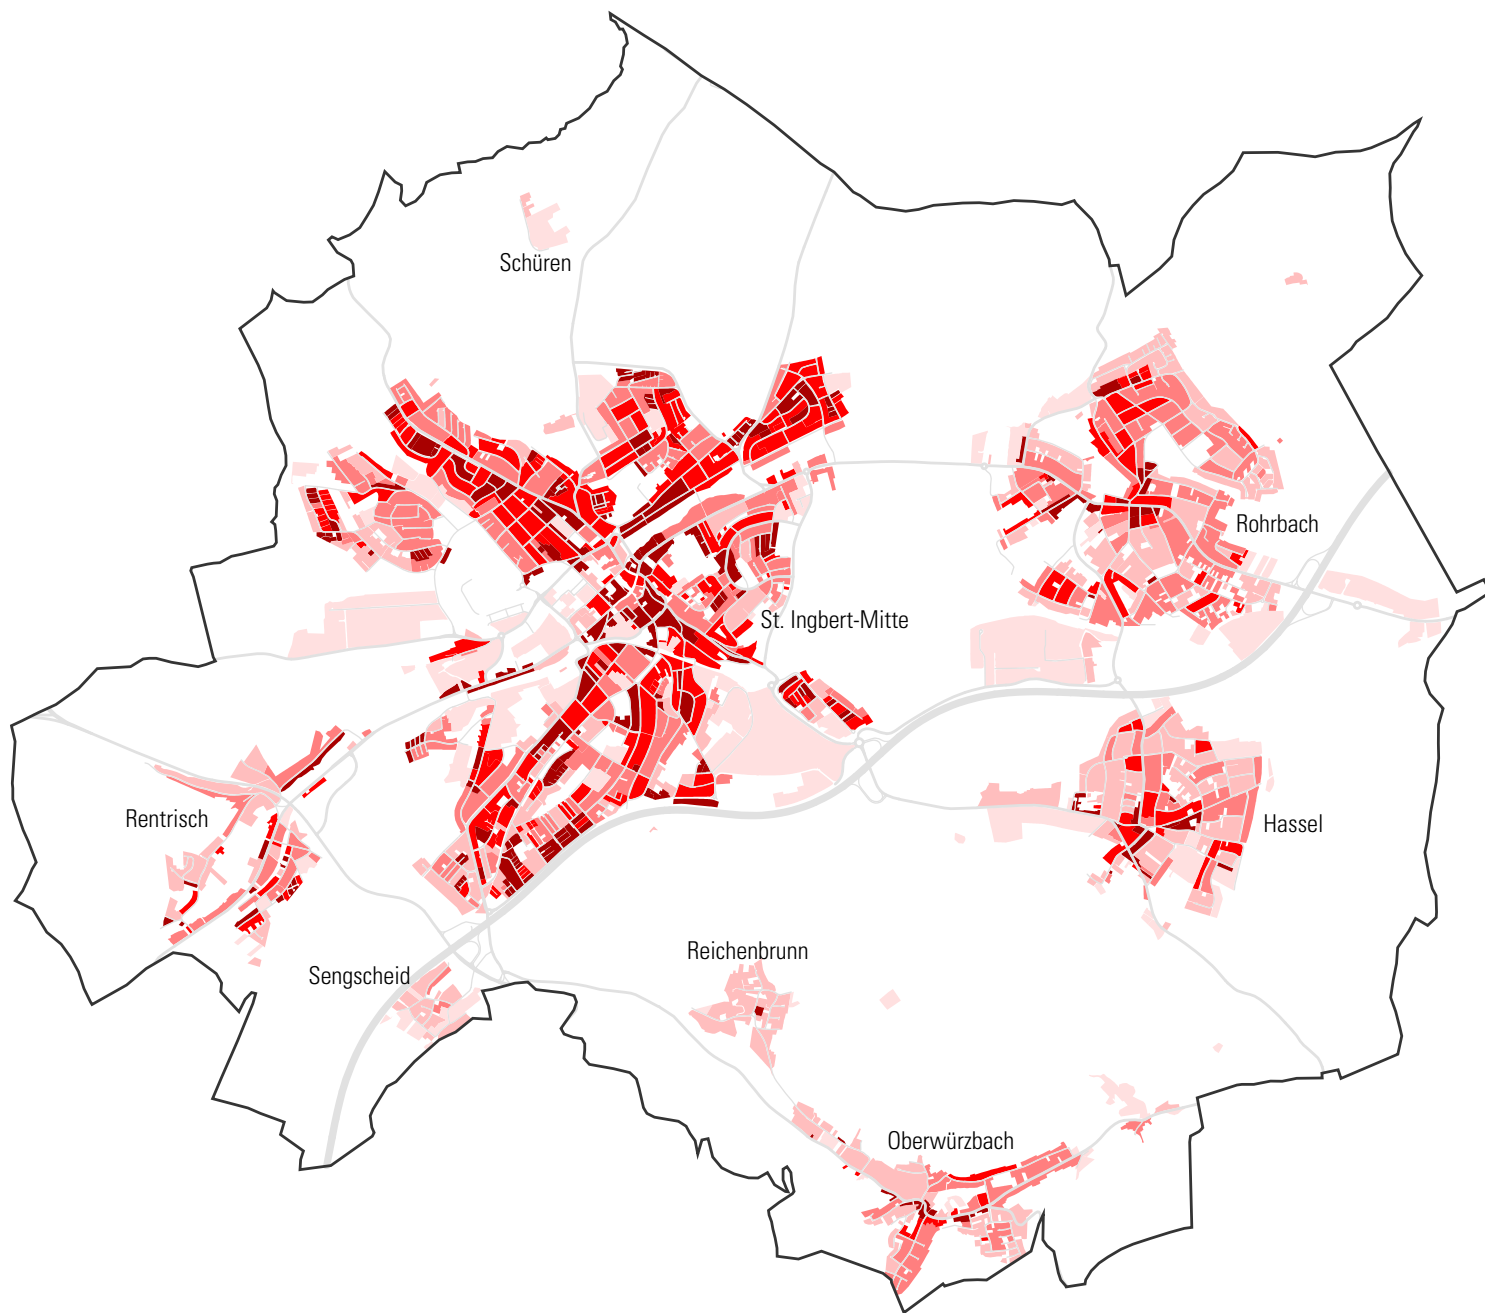 Schüren
Rohrbach
St. Ingbert-Mitte
Rentrisch
Hassel
Reichenbrunn
Sengscheid
Oberwürzbach